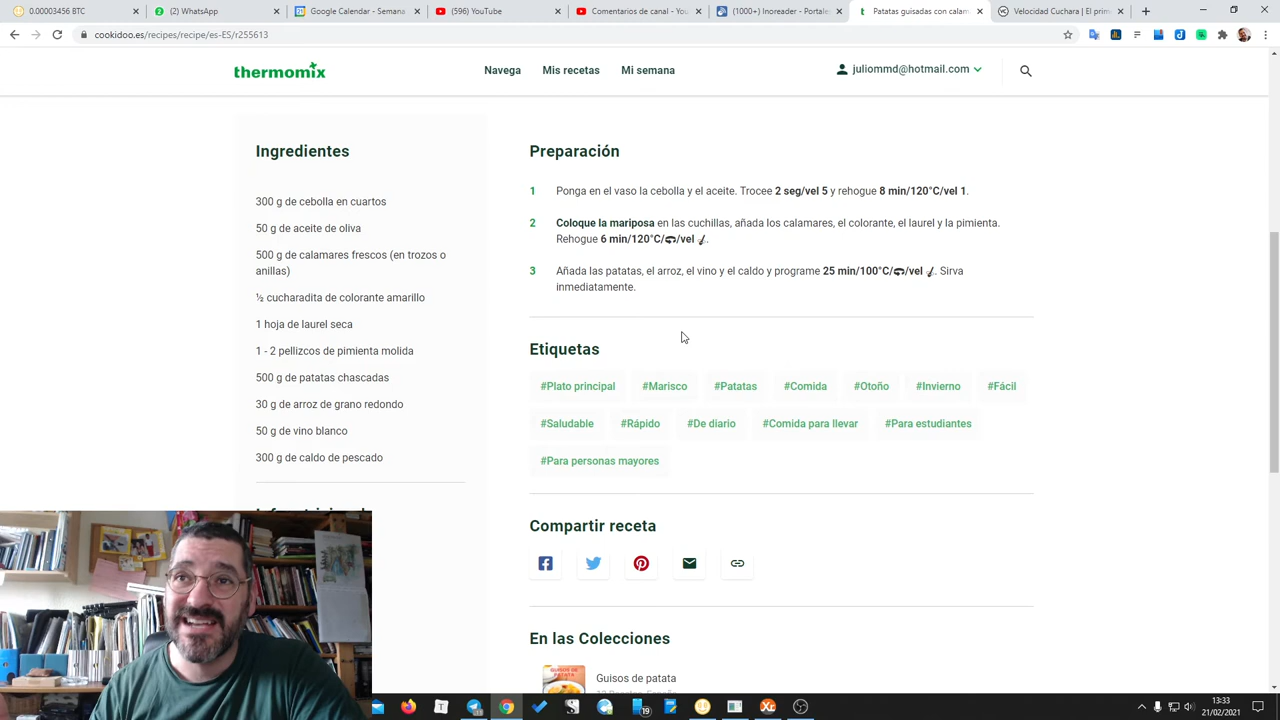 0.00003456 BTC
(2) WhatsApp
Google Calendar - Semana
(596) YouTube
Comentarios de canal - You
(1000+) Inoreader - Portale
Patatas guisadas con calam
Velocidad Cuchara | El prim
cookidoo.es/recipes/recipe/es-ES/r255613
thermomix
Navega
Mis recetas
Mi semana
juliommd@hotmail.com
Ingredientes
300 g de cebolla en cuartos
50 g de aceite de oliva
500 g de calamares frescos (en trozos o
anillas)
½ cucharadita de colorante amarillo
1 hoja de laurel seca
1 - 2 pellizcos de pimienta molida
500 g de patatas chascadas
30 g de arroz de grano redondo
50 g de vino blanco
300 g de caldo de pescado
Preparación
1 Ponga en el vaso la cebolla y el aceite. Trocee 2 seg/vel 5 y rehogue 8 min/120°C/vel 1.
2 Coloque la mariposa en las cuchillas, añada los calamares, el colorante, el laurel y la pimienta.
Rehogue 6 min/120°C/ /vel .
3 Añada las patatas, el arroz, el vino y el caldo y programe 25 min/100°C/ /vel . Sirva
inmediatamente.
Etiquetas
#Plato principal #Marisco #Patatas #Comida #Otoño #Invierno #Fácil
#Saludable #Rápido #De diario #Comida para llevar #Para estudiantes
#Para personas mayores
Compartir receta
En las Colecciones
GUISOS DE
PATATA
Guisos de patata
19
13:33
21/02/2021